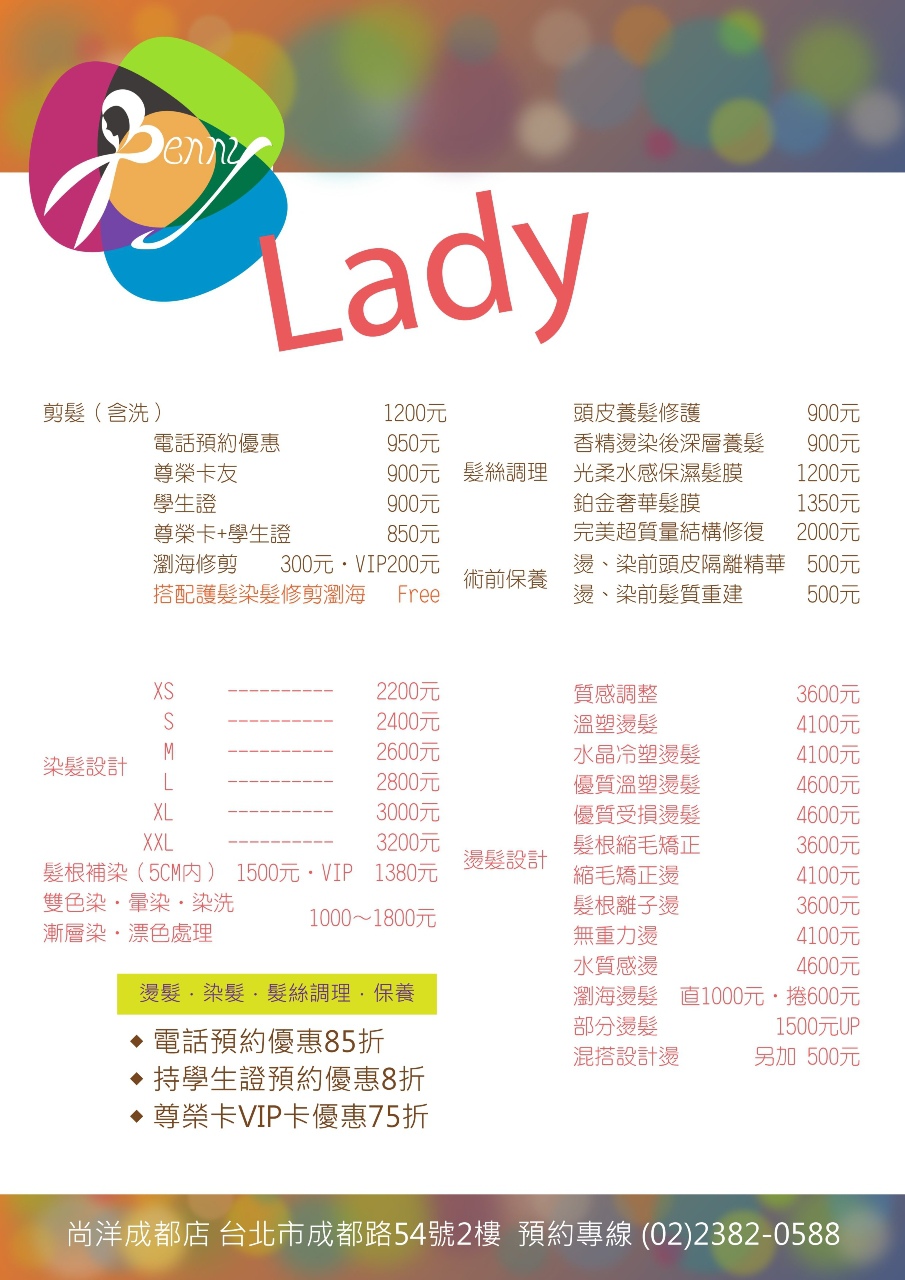 Penny
Lady
剪髮(含洗) 1200元
電話預約優惠 950元
尊榮卡友 900元
學生證 900元
尊榮卡+學生證 850元
瀏海修剪 300元・VIP200元
搭配護髮染髮修剪瀏海 Free
髮絲調理
頭皮養髮修護 900元
香精燙染後深層養髮 900元
光柔水感保濕髮膜 1200元
鉑金奢華髮膜 1350元
完美超質量結構修復 2000元
術前保養
燙、染前頭皮隔離精華 500元
燙、染前髮質重建 500元
染髮設計
XS ---------- 2200元
S ---------- 2400元
M ---------- 2600元
L ---------- 2800元
XL ---------- 3000元
XXL ---------- 3200元
髮根補染(5CM內) 1500元・VIP 1380元
雙色染・暈染・染洗
漸層染・漂色處理
1000～1800元
燙髮設計
質感調整 3600元
溫塑燙髮 4100元
水晶冷塑燙髮 4100元
優質溫塑燙髮 4600元
優質受損燙髮 4600元
髮根縮毛矯正 3600元
縮毛矯正燙 4100元
髮根離子燙 3600元
無重力燙 4100元
水質感燙 4600元
瀏海燙髮 直1000元・捲600元
部分燙髮 1500元UP
混搭設計燙 另加 500元
燙髮．染髮．髮絲調理．保養
◆ 電話預約優惠85折
◆ 持學生證預約優惠8折
◆ 尊榮卡VIP卡優惠75折
尚洋成都店 台北市成都路54號2樓 預約專線 (02)2382-0588